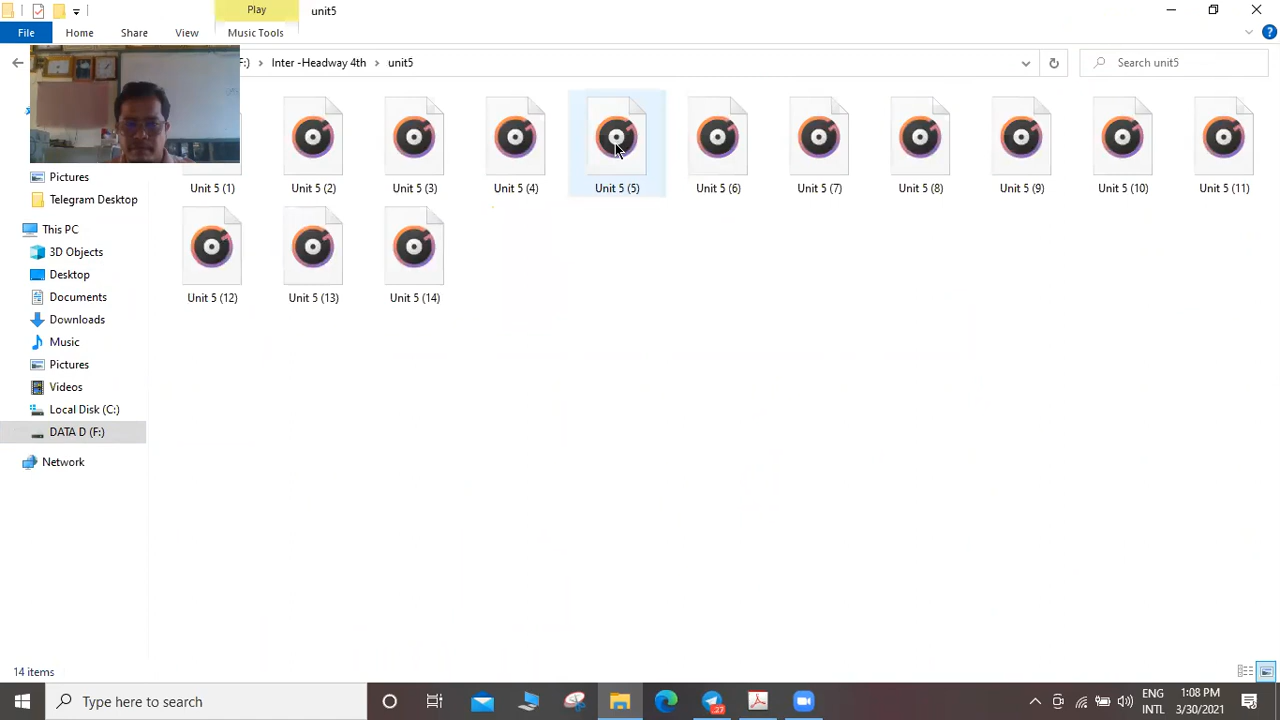 Play
unit5
File
Home
Share
View
Music Tools
F:)
Inter -Headway 4th
unit5
Search unit5
Unit 5 (1)
Unit 5 (2)
Unit 5 (3)
Unit 5 (4)
Unit 5 (5)
Unit 5 (6)
Unit 5 (7)
Unit 5 (8)
Unit 5 (9)
Unit 5 (10)
Unit 5 (11)
Unit 5 (12)
Unit 5 (13)
Unit 5 (14)
Pictures
Telegram Desktop
This PC
3D Objects
Desktop
Documents
Downloads
Music
Pictures
Videos
Local Disk (C:)
DATA D (F:)
Network
14 items
Type here to search
37
ENG
INTL
1:08 PM
3/30/2021